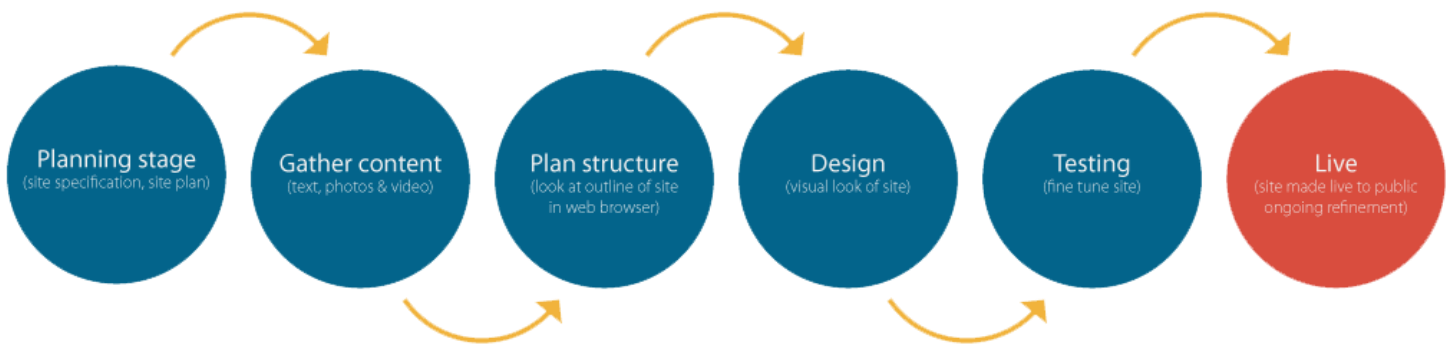 Planning stage
(site specification, site plan)
Gather content
(text, photos & video)
Plan structure
(look at outline of site
in web browser)
Design
(visual look of site)
Testing
(fine tune site)
Live
(site made live to public
ongoing refinement)